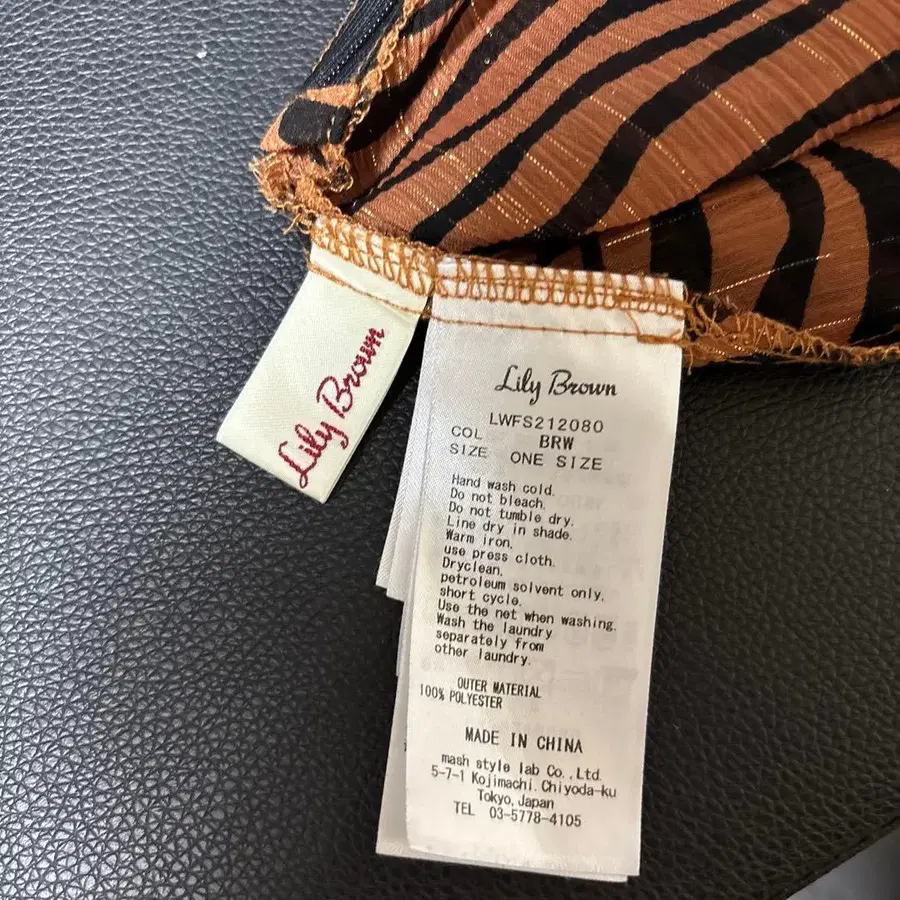 Lily Brown
Lily Brown
LWFS212080
COL BRW
SIZE ONE SIZE
Hand wash cold.
Do not bleach.
Do not tumble dry.
Line dry in shade.
Warm iron,
use press cloth.
Dryclean,
petroleum solvent only,
short cycle.
Use the net when washing.
Wash the laundry
separately from
other laundry.
OUTER MATERIAL
100% POLYESTER
MADE IN CHINA
mash style lab Co.,Ltd.
5-7-1 Kojimachi.Chiyoda-ku
Tokyo, Japan
TEL 03-5778-4105